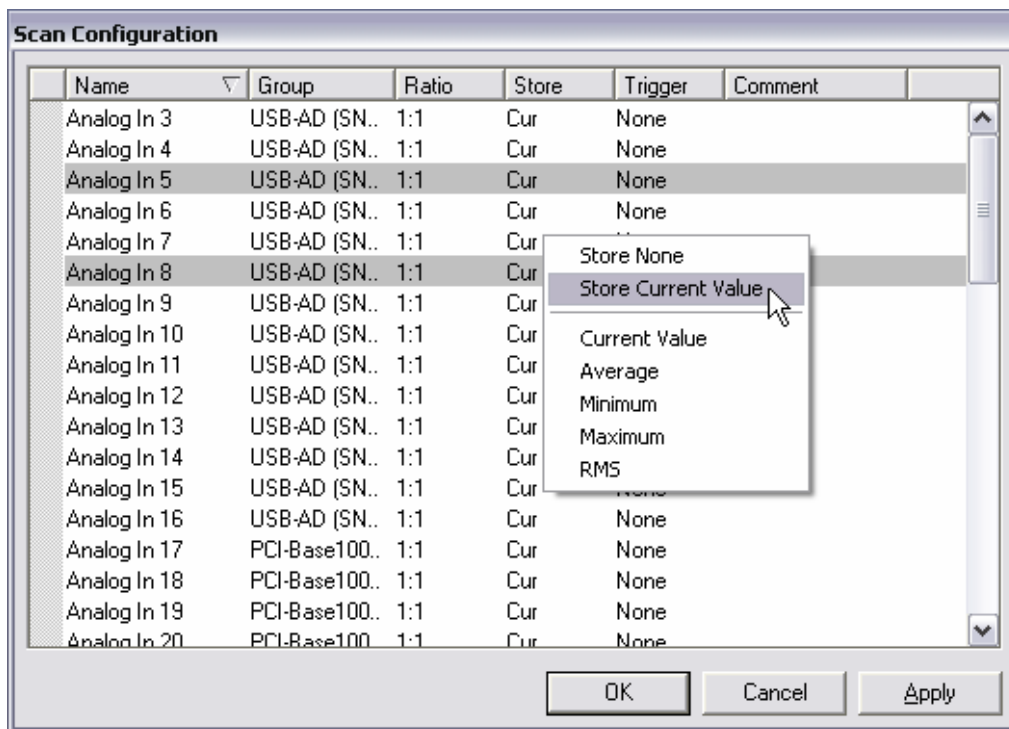 Scan Configuration
Name Group Ratio Store Trigger Comment
Analog In 3 USB-AD (SN.. 1:1 Cur None
Analog In 4 USB-AD (SN.. 1:1 Cur None
Analog In 5 USB-AD (SN.. 1:1 Cur None
Analog In 6 USB-AD (SN.. 1:1 Cur None
Analog In 7 USB-AD (SN.. 1:1 Cur
Analog In 8 USB-AD (SN.. 1:1 Cur
Analog In 9 USB-AD (SN.. 1:1 Cur
Analog In 10 USB-AD (SN.. 1:1 Cur
Analog In 11 USB-AD (SN.. 1:1 Cur
Analog In 12 USB-AD (SN.. 1:1 Cur
Analog In 13 USB-AD (SN.. 1:1 Cur
Analog In 14 USB-AD (SN.. 1:1 Cur
Analog In 15 USB-AD (SN.. 1:1 Cur
Analog In 16 USB-AD (SN.. 1:1 Cur None
Analog In 17 PCI-Base100.. 1:1 Cur None
Analog In 18 PCI-Base100.. 1:1 Cur None
Analog In 19 PCI-Base100.. 1:1 Cur None
Analog In 20 PCI-Base100.. 1:1 Cur None
Store None
Store Current Value
Current Value
Average
Minimum
Maximum
RMS
OK Cancel Apply